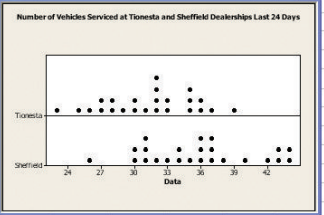 Number of Vehicles Serviced at Tionesta and Sheffield Dealerships Last 24 Days
Tionesta
Sheffield
24 27 30 33 36 39 42
Data